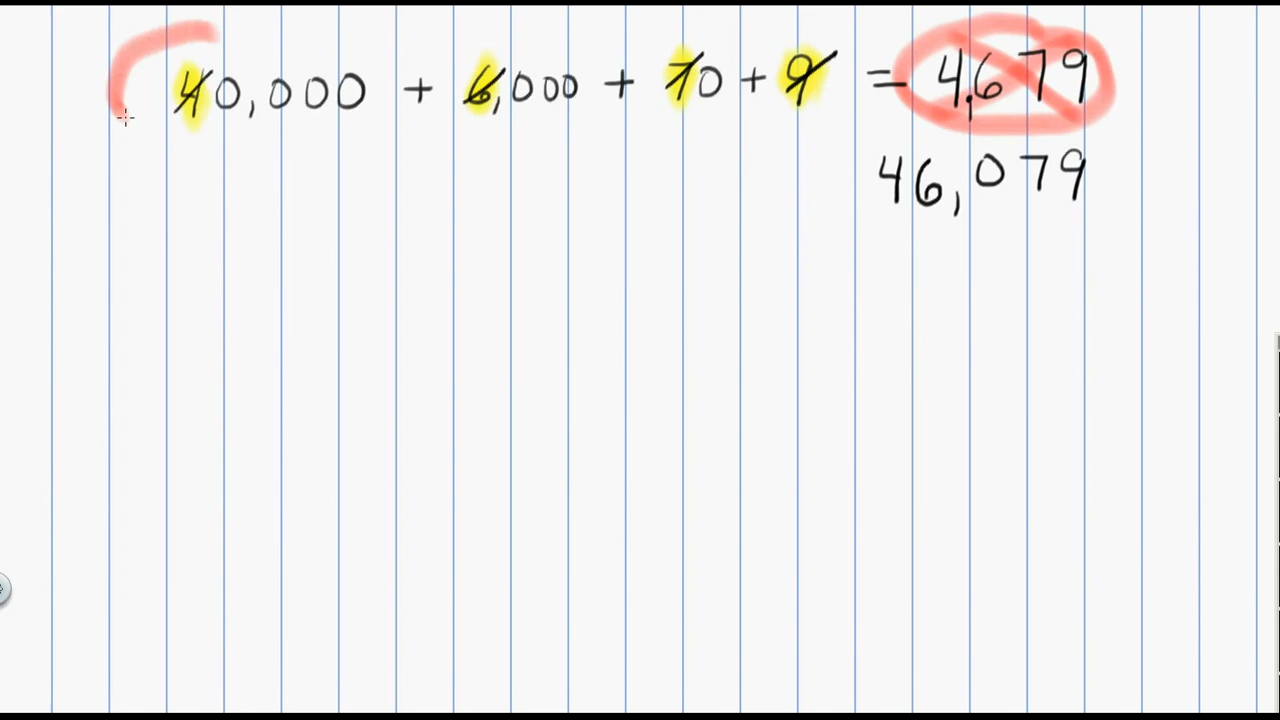 40,000 + 6,000 + 70 + 9 = 4,679
46,079